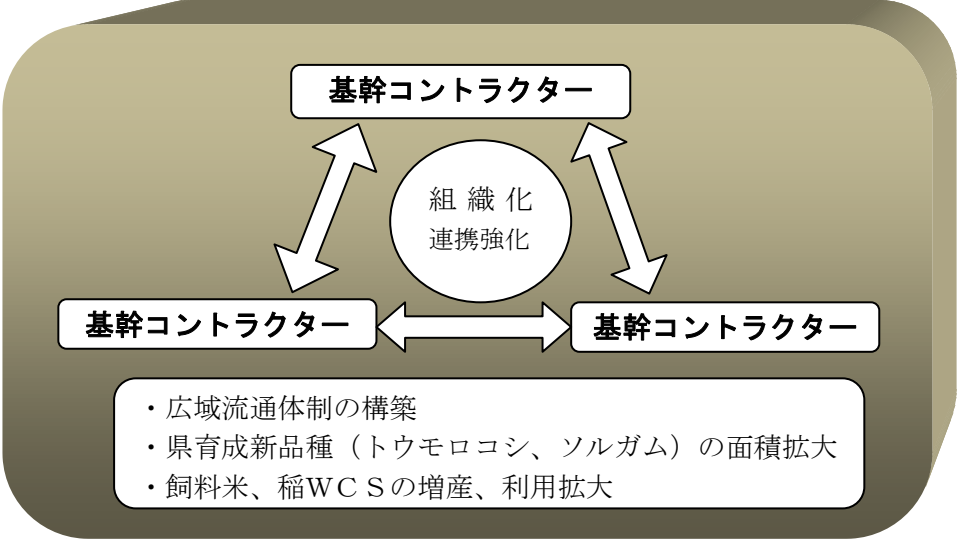 基幹コントラクター
組 織 化
連携強化
基幹コントラクター
基幹コントラクター
・広域流通体制の構築
・県育成新品種（トウモロコシ、ソルガム）の面積拡大
・飼料米、稲ＷＣＳの増産、利用拡大